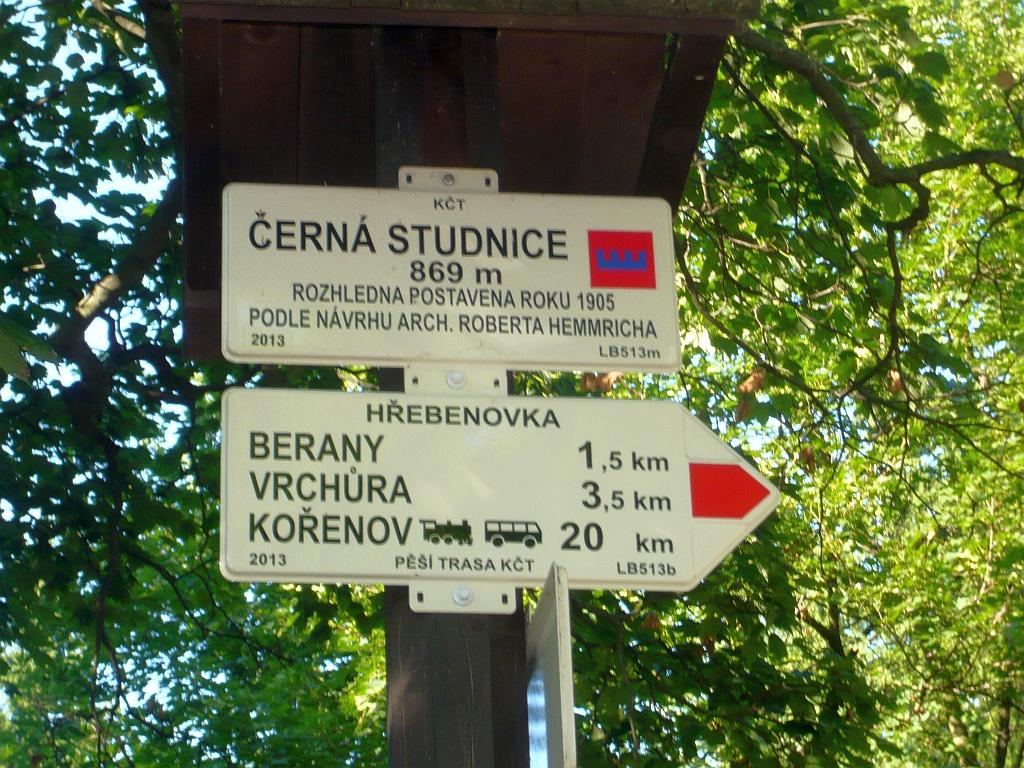 KČT
ČERNÁ STUDNICE
869 m
ROZHLEDNA POSTAVENA ROKU 1905
PODLE NÁVRHU ARCH. ROBERTA HEMMRICHA
2013 LB513m
HŘEBENOVKA
BERANY 1,5 km
VRCHŮRA 3,5 km
KOŘENOV 20 km
2013 PĚŠÍ TRASA KČT LB513b